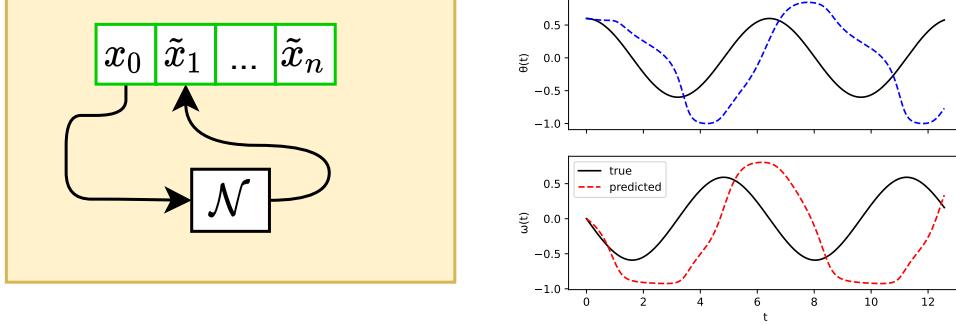 x₀ x̃₁ ... x̃ₙ
𝒩
θ(t)
0.5
0.0
−0.5
−1.0
ω(t)
0.5
0.0
−0.5
−1.0
true
predicted
0 2 4 6 8 10 12
t